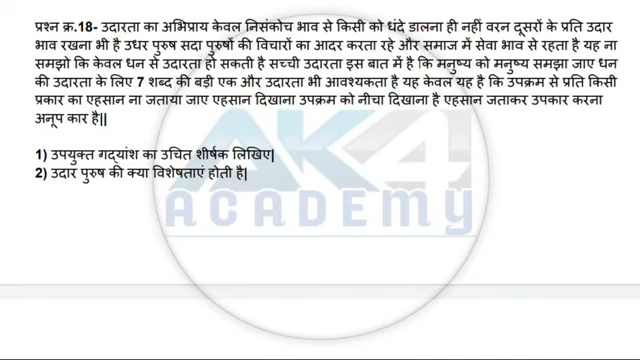 प्रश्न क्र.18- उदारता का अभिप्राय केवल निसंकोच भाव से किसी को धंदे डालना ही नहीं वरन दूसरों के प्रति उदार
भाव रखना भी है उधर पुरुष सदा पुरुषों की विचारों का आदर करता रहे और समाज में सेवा भाव से रहता है यह ना
समझो कि केवल धन से उदारता हो सकती है सच्ची उदारता इस बात में है कि मनुष्य को मनुष्य समझा जाए धन
की उदारता के लिए 7 शब्द की बड़ी एक और उदारता भी आवश्यकता है यह केवल यह है कि उपक्रम से प्रति किसी
प्रकार का एहसान ना जताया जाए एहसान दिखाना उपक्रम को नीचा दिखाना है एहसान जताकर उपकार करना
अनूप कार है||
1) उपयुक्त गद्यांश का उचित शीर्षक लिखिए|
2) उदार पुरुष की क्या विशेषताएं होती है|
AK4
ACADEMY